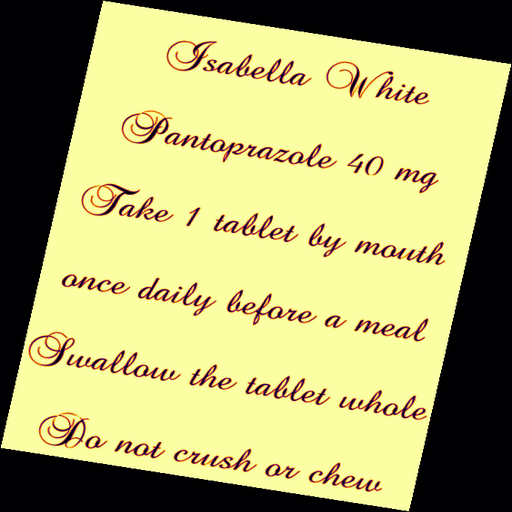 Isabella White
Pantoprazole 40 mg
Take 1 tablet by mouth
once daily before a meal
Swallow the tablet whole
Do not crush or chew